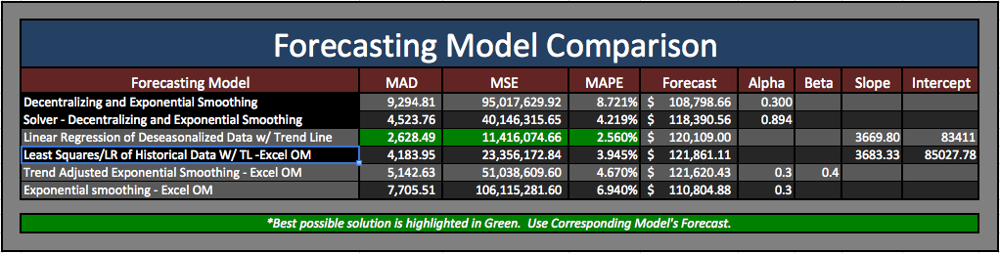 Forecasting Model Comparison
Forecasting Model MAD MSE MAPE Forecast Alpha Beta Slope Intercept
Decentralizing and Exponential Smoothing 9,294.81 95,017,629.92 8.721% $ 108,798.66 0.300
Solver - Decentralizing and Exponential Smoothing 4,523.76 40,146,315.65 4.219% $ 118,390.56 0.894
Linear Regression of Deseasonalized Data w/ Trend Line 2,628.49 11,416,074.66 2.560% $ 120,109.00 3669.80 83411
Least Squares/LR of Historical Data W/ TL -Excel OM 4,183.95 23,356,172.84 3.945% $ 121,861.11 3683.33 85027.78
Trend Adjusted Exponential Smoothing - Excel OM 5,142.63 51,038,609.60 4.670% $ 121,620.43 0.3 0.4
Exponential smoothing - Excel OM 7,705.51 106,115,281.60 6.940% $ 110,804.88 0.3
*Best possible solution is highlighted in Green. Use Corresponding Model's Forecast.